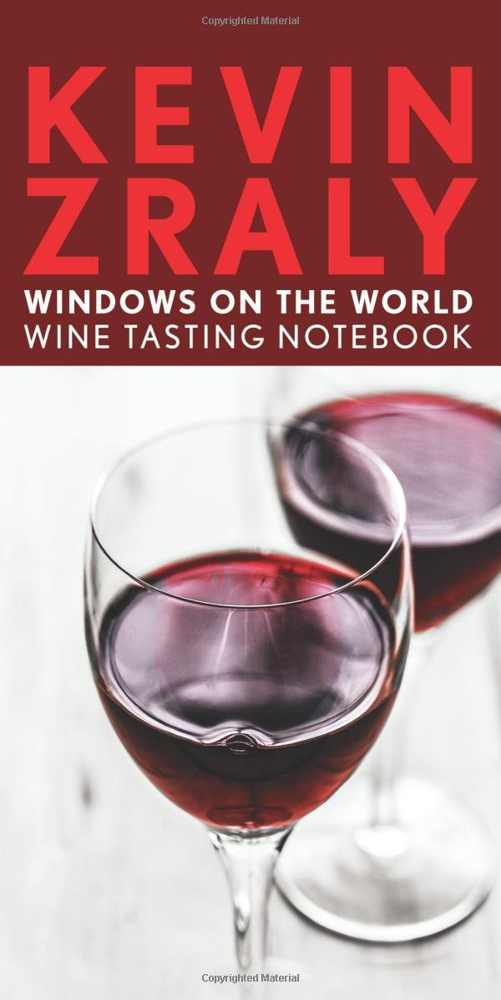 Copyrighted Material
KEVIN
ZRALY
WINDOWS ON THE WORLD
WINE TASTING NOTEBOOK
Copyrighted Material